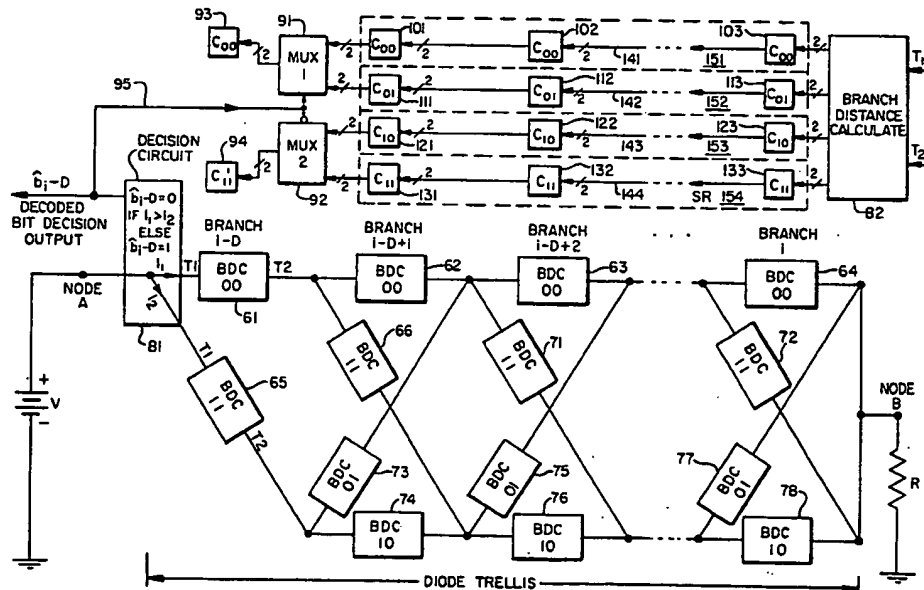 93
91
101
102
103
C00
2
MUX
1
2
C00
2
C00
2
141
151
C00
2
T1
95
111
112
113
2
C01
2
C01
2
142
152
C01
2
BRANCH
DISTANCE
CALCULATE
94
122
123
DECISION
CIRCUIT
MUX
2
2
C10
2
C10
2
143
153
C10
2
121
132
133
C'11
2
92
2
C11
2
C11
2
144
SR 154
C11
2
T2
131
82
b̂i-D
DECODED
BIT DECISION
OUTPUT
b̂i-D=0
IF I1>I2
ELSE
b̂i-D=1
BRANCH
i-D
BRANCH
i-D+1
BRANCH
i-D+2
BRANCH
i
I1
T1
BDC
00
T2
BDC
00
62
BDC
00
63
BDC
00
64
NODE
A
I2
61
66
71
72
81
T1
65
BDC
11
BDC
11
BDC
11
BDC
11
NODE
B
+
V
-
T2
73
75
77
BDC
01
BDC
01
BDC
01
R
74
76
78
BDC
10
BDC
10
BDC
10
DIODE TRELLIS